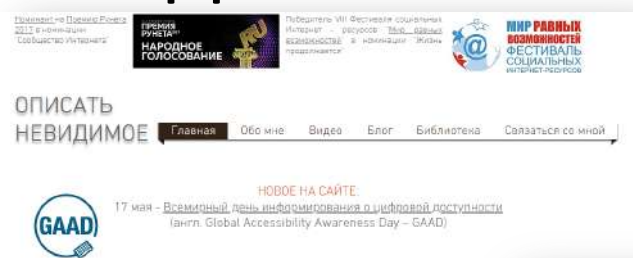 Номинант на Премию Рунета
2017 в номинации
"Сообщество Интернета"
ПРЕМИЯ
РУНЕТА
НАРОДНОЕ
ГОЛОСОВАНИЕ
RU
Победитель VIII Фестиваля социальных
Интернет - ресурсов "Мир равных
возможностей" в номинации "Жизнь
продолжается"
МИР РАВНЫХ
ВОЗМОЖНОСТЕЙ
ФЕСТИВАЛЬ
СОЦИАЛЬНЫХ
ИНТЕРНЕТ-РЕСУРСОВ
ОПИСАТЬ
НЕВИДИМОЕ
Главная Обо мне Видео Блог Библиотека Связаться со мной
НОВОЕ НА САЙТЕ:
17 мая – Всемирный день информирования о цифровой доступности
(англ. Global Accessibility Awareness Day – GAAD)
GAAD